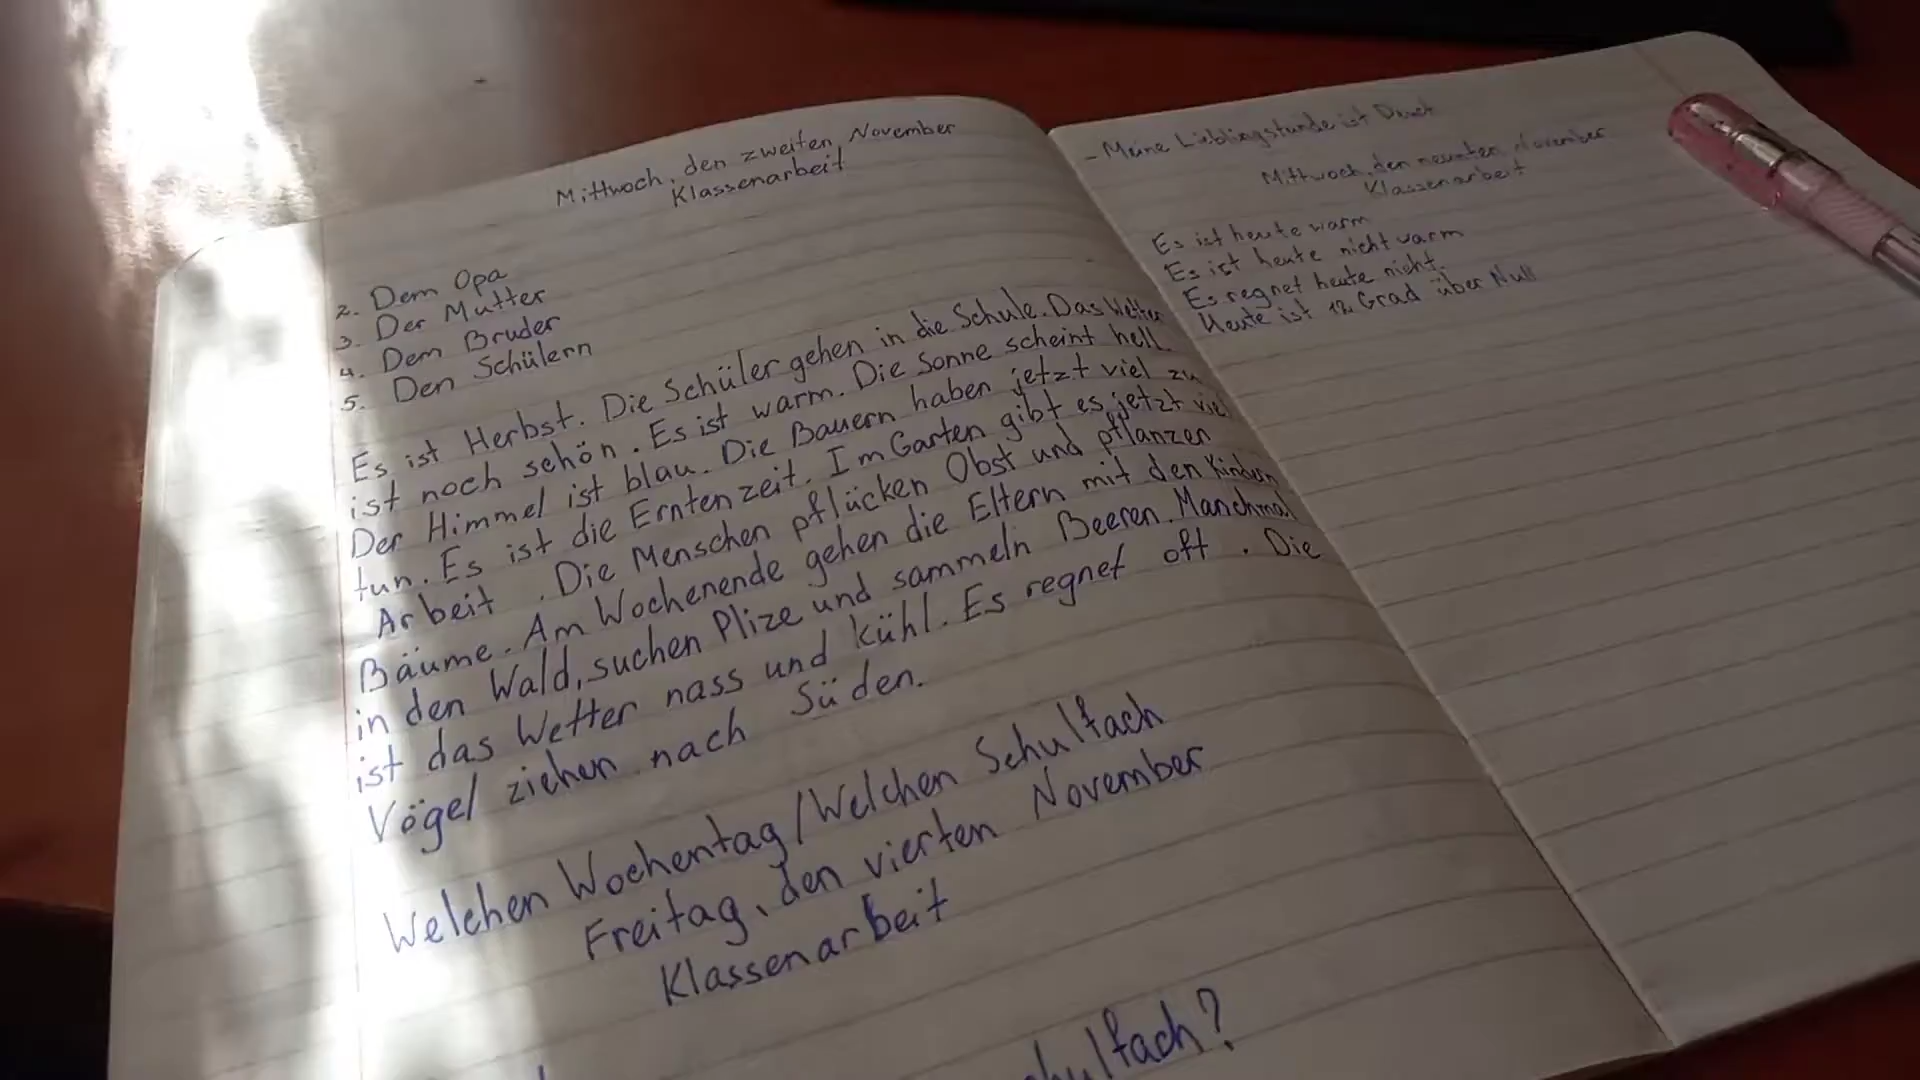 Mittwoch, den zweiten November
Klassenarbeit
2. Dem Opa
3. Der Mutter
4. Dem Bruder
5. Den Schülern
Es ist Herbst. Die Schüler gehen in die Schule. Das Wetter
ist noch schön. Es ist warm. Die Sonne scheint hell
Der Himmel ist blau. Die Bauern haben jetzt viel zu
tun. Es ist die Erntenzeit. Im Garten gibt es jetzt viel
Arbeit. Die Menschen pflücken Obst und pflanzen
Bäume. Am Wochenende gehen die Eltern mit den Kindern
in den Wald, suchen Plize und sammeln Beeren. Manchmal
ist das Wetter nass und kühl. Es regnet oft. Die
Vögel ziehen nach Süden.
Welchen Wochentag/Welchen Schulfach
Freitag, den vierten November
Klassenarbeit
Schulfach?
- Meine Lieblingstunde ist
Mittwoch, den neunten November
Klassenarbeit
Es ist heute warm
Es ist heute nicht warm
Es regnet heute nicht.
Heute ist 12 Grad über Null